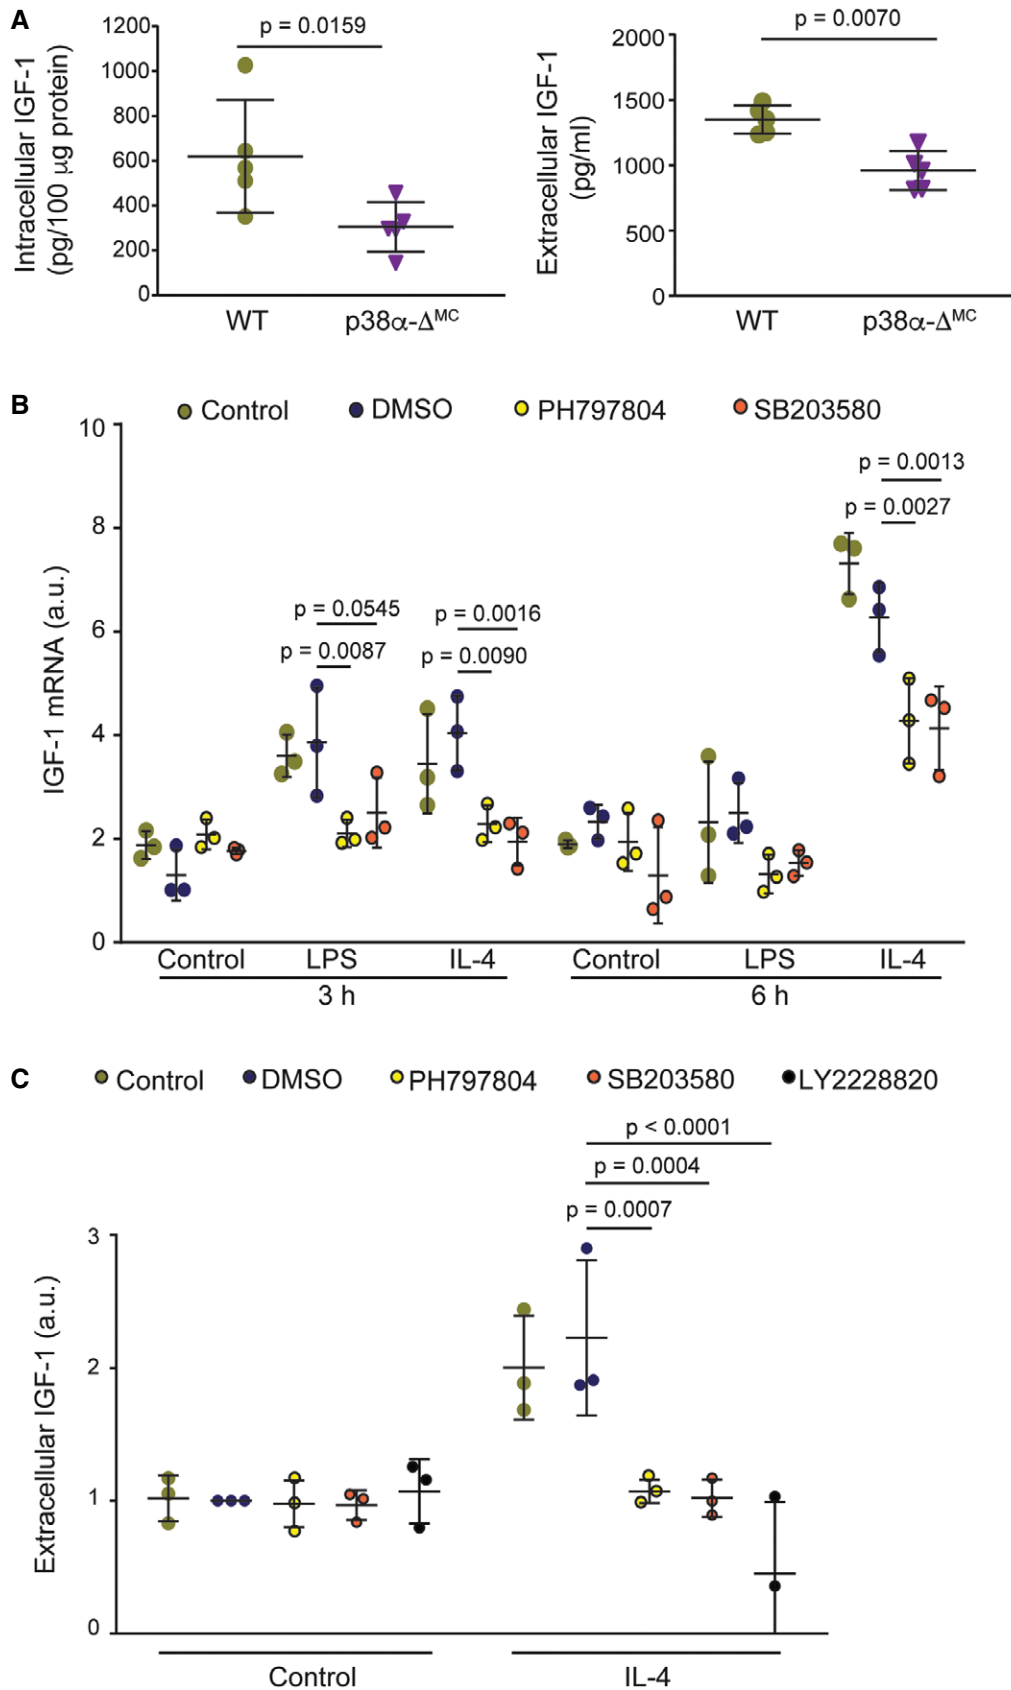 A
Intracellular IGF-1
(pg/100 µg protein)
1200
1000
800
600
400
200
0
p = 0.0159
WT
p38α-Δᴹᶜ
Extracellular IGF-1
(pg/ml)
2000
1500
1000
500
0
p = 0.0070
WT
p38α-Δᴹᶜ
B
Control DMSO PH797804 SB203580
IGF-1 mRNA (a.u.)
10
8
6
4
2
0
p = 0.0545
p = 0.0087
p = 0.0016
p = 0.0090
p = 0.0013
p = 0.0027
Control LPS IL-4 Control LPS IL-4
3 h 6 h
C
Control DMSO PH797804 SB203580 LY2228820
Extracellular IGF-1 (a.u.)
3
2
1
0
p < 0.0001
p = 0.0004
p = 0.0007
Control IL-4